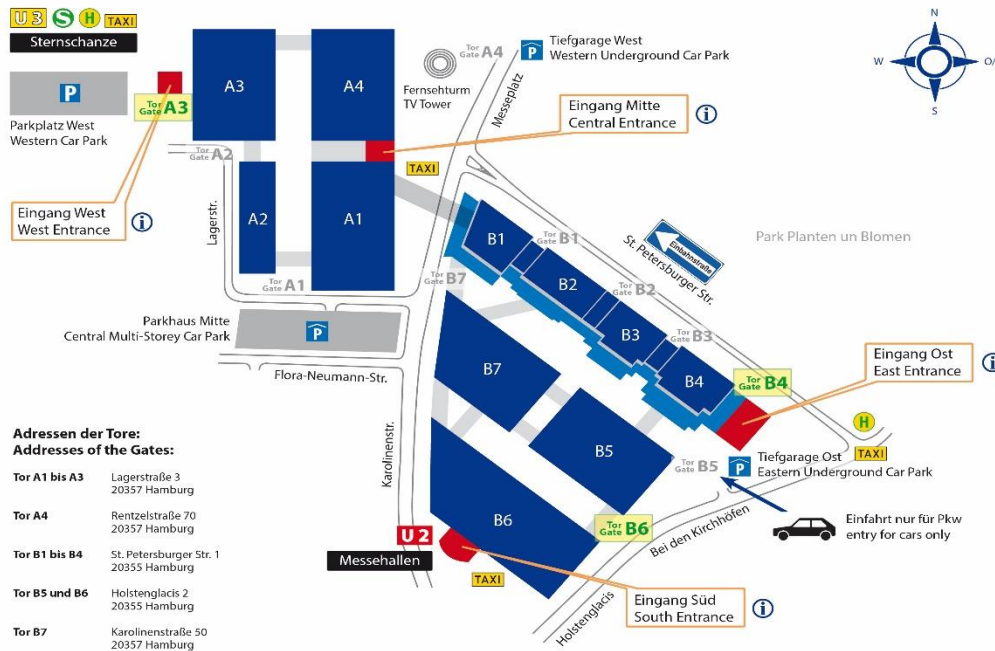 U3 S H TAXI
Sternschanze
P
Parkplatz West
Western Car Park
Tor
Gate A3
Eingang West
West Entrance
i
A3
A4
Tor
Gate A2
A2
A1
Lagerstr.
Tor
Gate A1
Fernsehturm
TV Tower
Tor
Gate A4
Messeplatz
P
Tiefgarage West
Western Underground Car Park
Eingang Mitte
Central Entrance
i
TAXI
N
W
O/
S
B1
Tor
Gate B1
B2
Tor
Gate B2
B3
Tor
Gate B3
B4
Tor
Gate B4
Einbahnstraße
St. Petersburger Str.
Park Planten un Blomen
Eingang Ost
East Entrance
i
H
TAXI
Tor
Gate B7
Parkhaus Mitte
Central Multi-Storey Car Park
P
Flora-Neumann-Str.
Karolinenstr.
B7
B5
B6
Tor
Gate B5
P
Tiefgarage Ost
Eastern Underground Car Park
Tor
Gate B6
Bei den Kirchhöfen
Einfahrt nur für Pkw
entry for cars only
U2
Messehallen
TAXI
Eingang Süd
South Entrance
i
Holstenglacis
Adressen der Tore:
Addresses of the Gates:
Tor A1 bis A3 Lagerstraße 3
20357 Hamburg
Tor A4 Rentzelstraße 70
20357 Hamburg
Tor B1 bis B4 St. Petersburger Str. 1
20355 Hamburg
Tor B5 und B6 Holstenglacis 2
20355 Hamburg
Tor B7 Karolinenstraße 50
20357 Hamburg